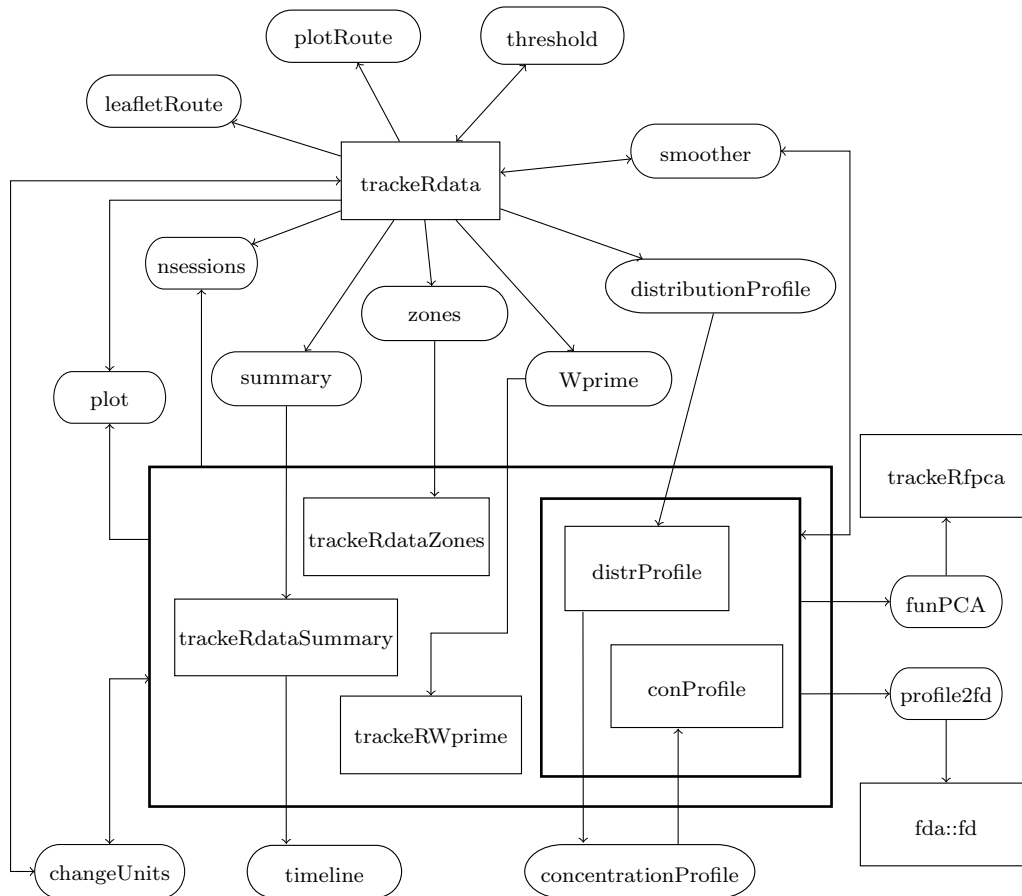 plotRoute
threshold
leafletRoute
smoother
trackeRdata
nsessions
distributionProfile
zones
summary
Wprime
plot
trackeRfpca
trackeRdataZones
distrProfile
funPCA
trackeRdataSummary
conProfile
profile2fd
trackeRWprime
fda::fd
changeUnits
timeline
concentrationProfile